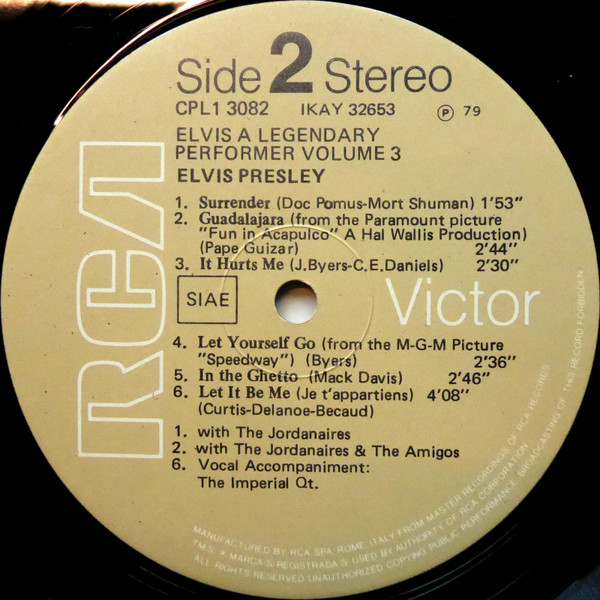 Side 2 Stereo
CPL1 3082 IKAY 32653 Ⓟ 79
ELVIS A LEGENDARY
PERFORMER VOLUME 3
ELVIS PRESLEY
1. Surrender (Doc Pomus-Mort Shuman) 1'53"
2. Guadalajara (from the Paramount picture
"Fun in Acapulco" A Hal Wallis Production)
(Pape Guizar) 2'44"
3. It Hurts Me (J.Byers-C.E.Daniels) 2'30"
RCA
SIAE
Victor
4. Let Yourself Go (from the M-G-M Picture
"Speedway") (Byers) 2'36"
5. In the Ghetto (Mack Davis) 2'46"
6. Let It Be Me (Je t'appartiens) 4'08"
(Curtis-Delanoe-Becaud)
1. with The Jordanaires
2. with The Jordanaires & The Amigos
6. Vocal Accompaniment:
The Imperial Qt.
MANUFACTURED BY RCA SPA, ROME, ITALY FROM MASTER RECORDINGS OF RCA RECORDS
TMS ® MARCA(S) REGISTRADA(S) USED BY AUTHORITY OF RCA CORPORATION
ALL RIGHTS RESERVED UNAUTHORIZED COPYING PUBLIC PERFORMANCE BROADCASTING OF THIS RECORD FORBIDDEN